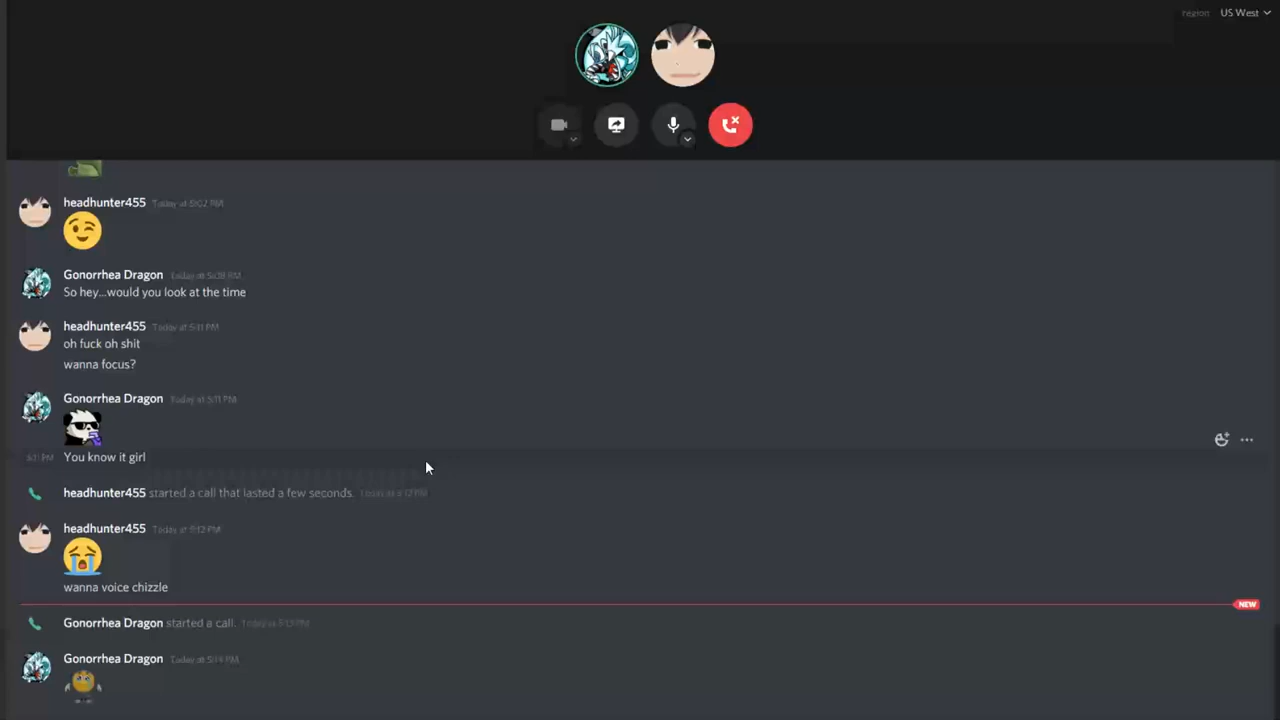 region US West
headhunter455 Today at 5:02 PM
Gonorrhea Dragon Today at 5:08 PM
So hey...would you look at the time
headhunter455 Today at 5:11 PM
oh fuck oh shit
wanna focus?
Gonorrhea Dragon Today at 5:11 PM
5:11 PM You know it girl
headhunter455 started a call that lasted a few seconds. Today at 5:12 PM
headhunter455 Today at 5:12 PM
wanna voice chizzle
NEW
Gonorrhea Dragon started a call. Today at 5:13 PM
Gonorrhea Dragon Today at 5:14 PM